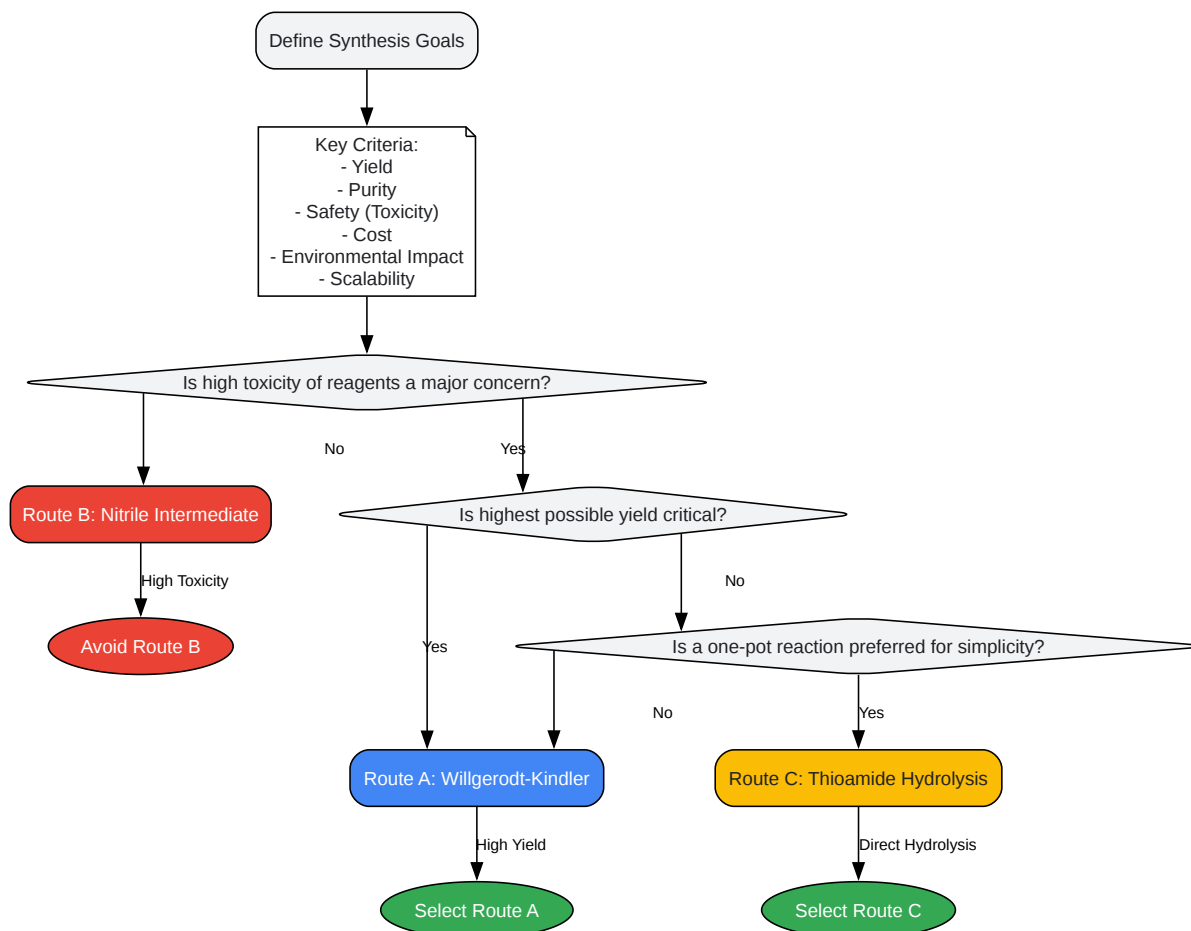 Define Synthesis Goals
Key Criteria:
- Yield
- Purity
- Safety (Toxicity)
- Cost
- Environmental Impact
- Scalability
Is high toxicity of reagents a major concern?
No
Yes
Route B: Nitrile Intermediate
Is highest possible yield critical?
High Toxicity
No
Avoid Route B
Yes
Is a one-pot reaction preferred for simplicity?
No
Yes
Route A: Willgerodt-Kindler
Route C: Thioamide Hydrolysis
High Yield
Direct Hydrolysis
Select Route A
Select Route C